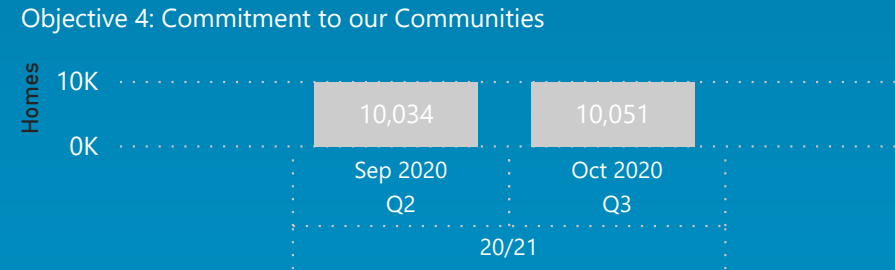 Objective 4: Commitment to our Communities
Homes
10K
10,034 10,051
0K
Sep 2020 Oct 2020
Q2 Q3
20/21